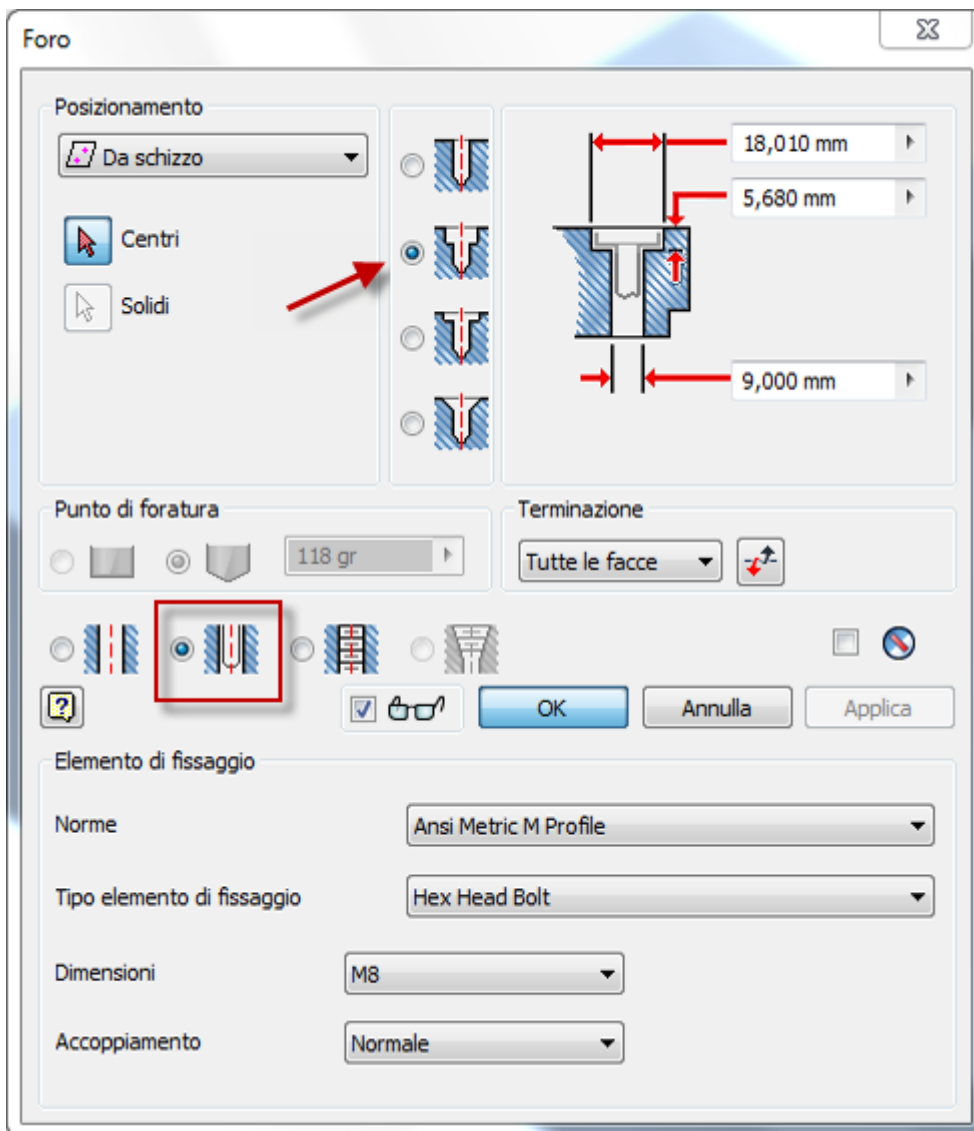 Foro
Posizionamento
Da schizzo
Centri
Solidi
18,010 mm
5,680 mm
9,000 mm
Punto di foratura
118 gr
Terminazione
Tutte le facce
?
OK
Annulla
Applica
Elemento di fissaggio
Norme
Ansi Metric M Profile
Tipo elemento di fissaggio
Hex Head Bolt
Dimensioni
M8
Accoppiamento
Normale